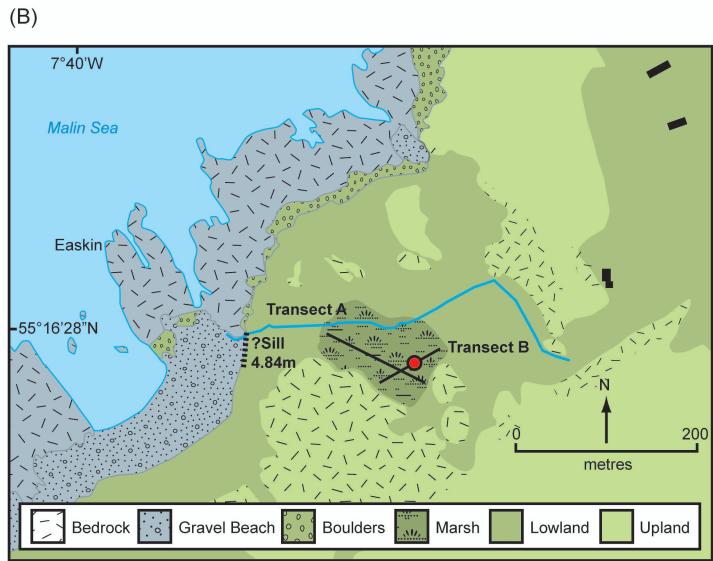 (B)
7°40'W
Malin Sea
Easkin
Transect A
55°16'28"N
?Sill
4.84m
Transect B
N
0 200
metres
Bedrock Gravel Beach Boulders Marsh Lowland Upland